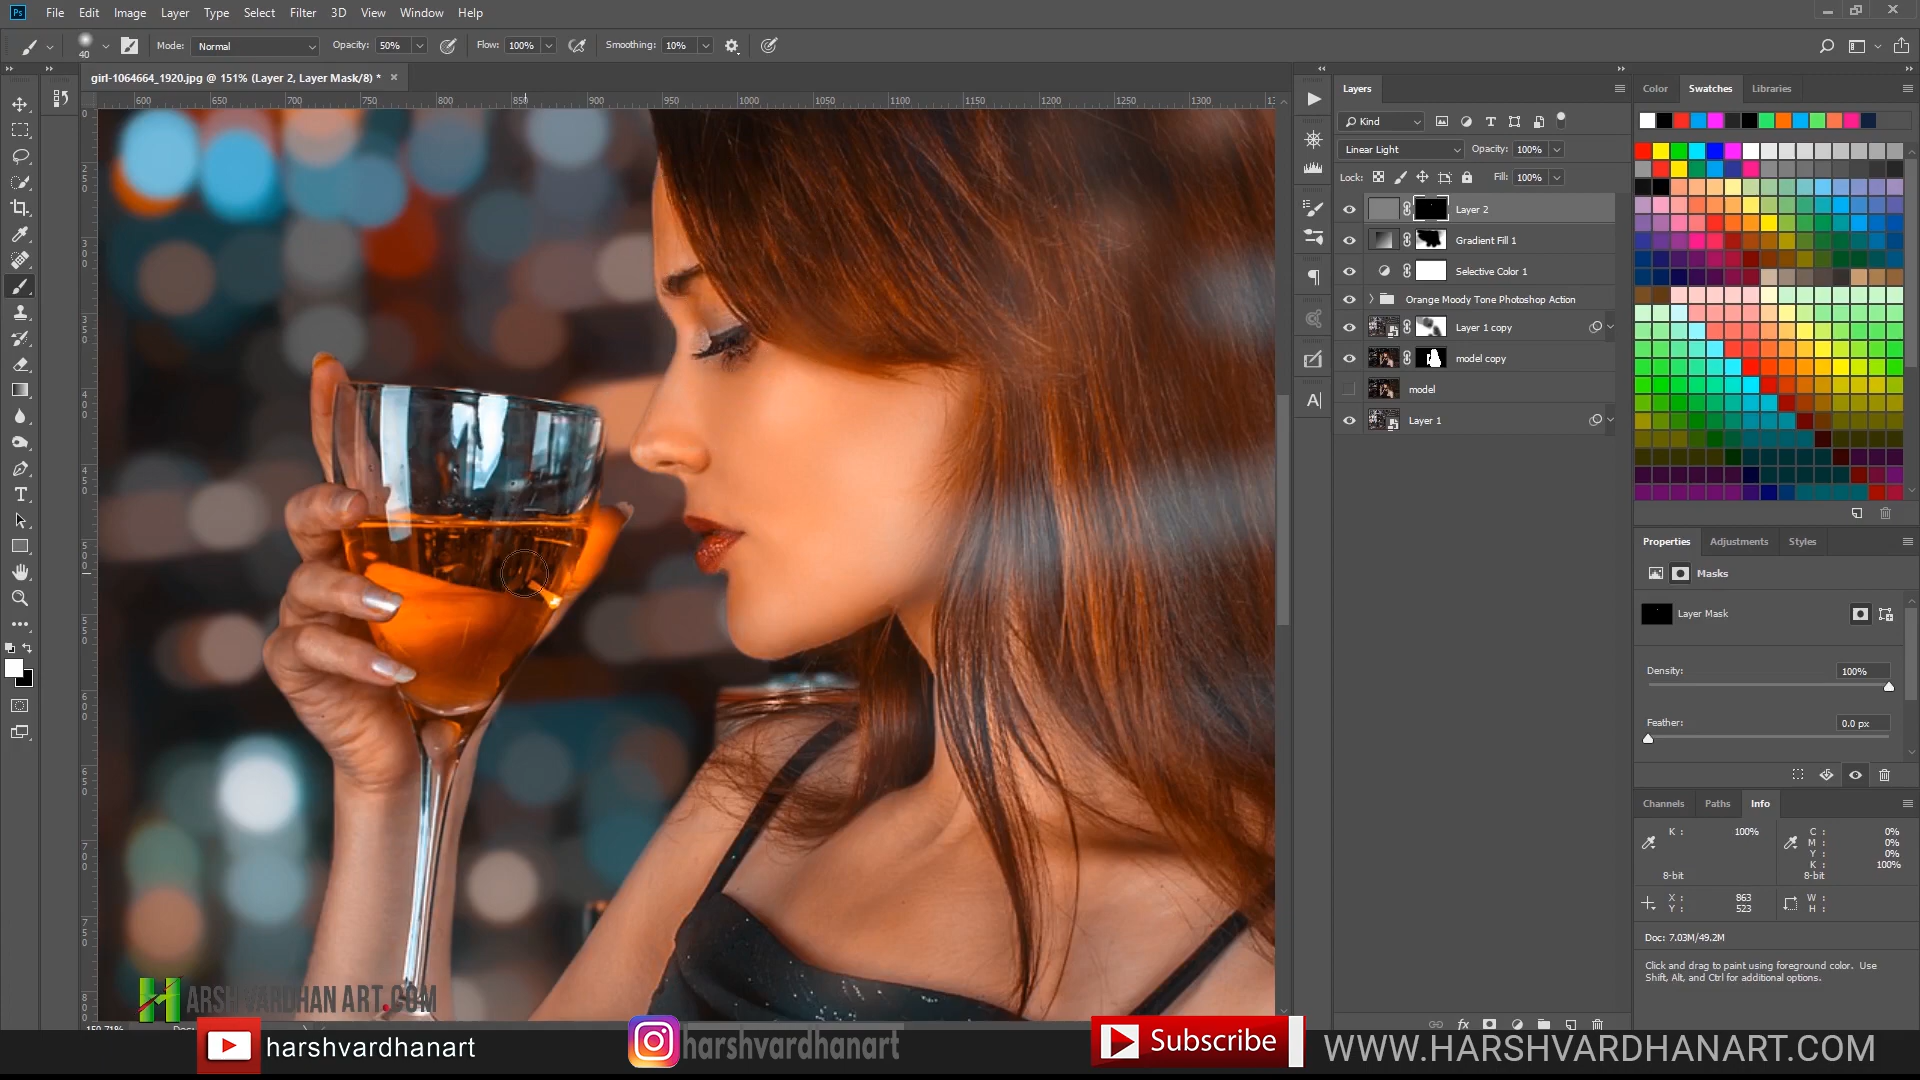 Ps File Edit Image Layer Type Select Filter 3D View Window Help
40 Mode: Normal Opacity: 50% Flow: 100% Smoothing: 10%
girl-1064664_1920.jpg @ 151% (Layer 2, Layer Mask/8) * ×
600 650 700 750 800 850 900 950 1000 1050 1100 1150 1200 1250 1300
Layers
Kind
Linear Light Opacity: 100%
Lock: Fill: 100%
Layer 2
Gradient Fill 1
Selective Color 1
Orange Moody Tone Photoshop Action
Layer 1 copy
model copy
model
Layer 1
Color Swatches Libraries
Properties Adjustments Styles
Masks
Layer Mask
Density: 100%
Feather: 0.0 px
Channels Paths Info
K : 100% C : 0%
M : 0%
Y : 0%
K : 100%
8-bit 8-bit
X : 863 W :
Y : 523 H :
Doc: 7.03M/49.2M
Click and drag to paint using foreground color. Use
Shift, Alt, and Ctrl for additional options.
HARSHVARDHAN ART.COM
harshvardhanart
harshvardhanart
Subscribe
WWW.HARSHVARDHANART.COM